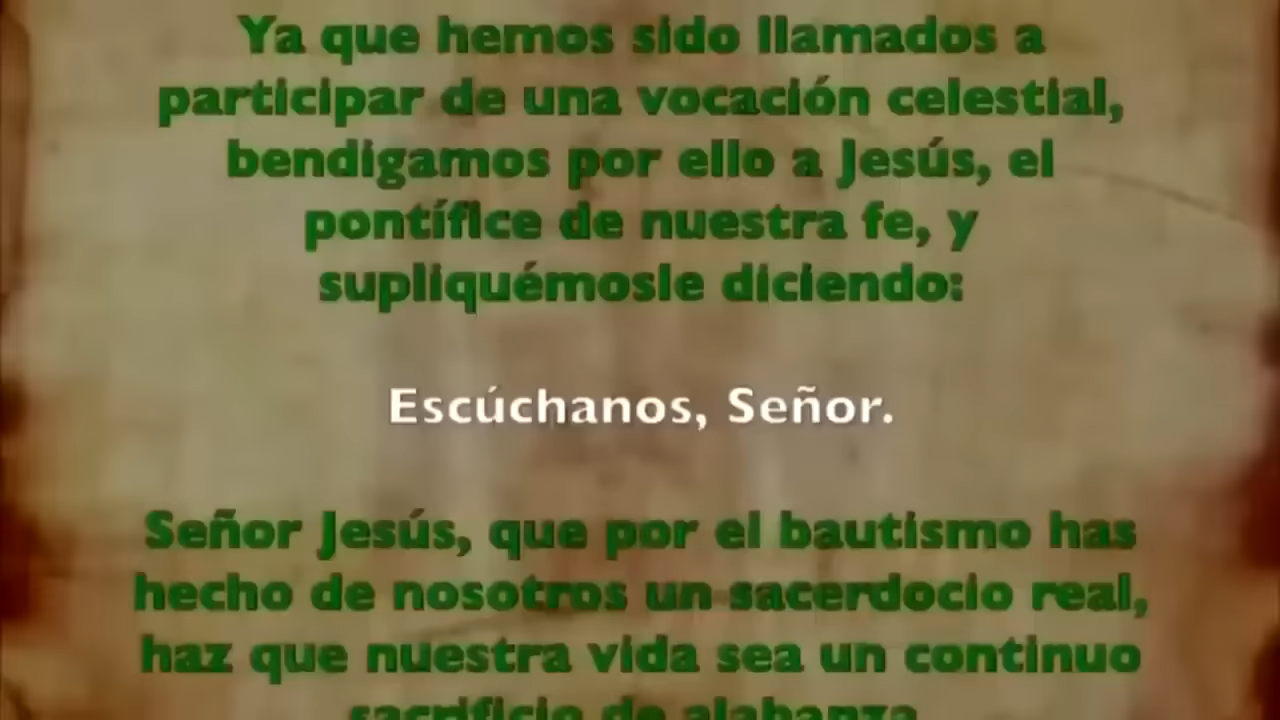 Ya que hemos sido llamados a
participar de una vocación celestial,
bendigamos por ello a Jesús, el
pontífice de nuestra fe, y
supliquémosle diciendo:
Escúchanos, Señor.
Señor Jesús, que por el bautismo has
hecho de nosotros un sacerdocio real,
haz que nuestra vida sea un continuo
sacrificio de alabanza